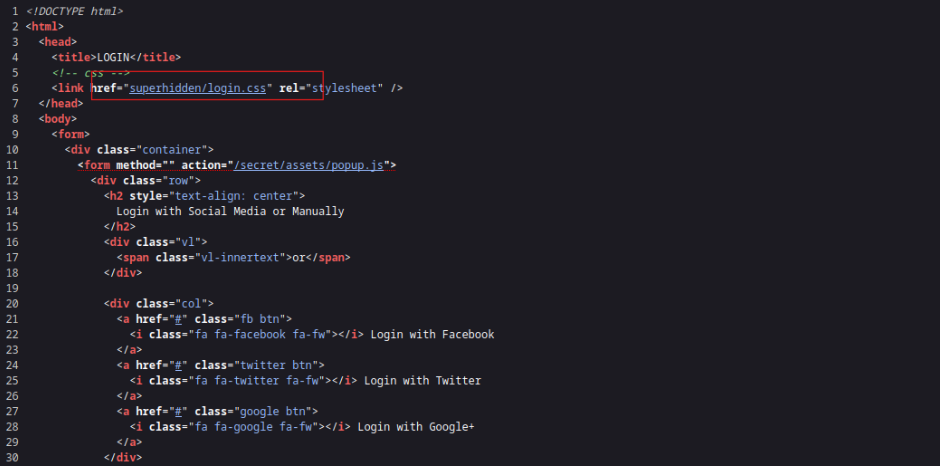 1 <!DOCTYPE html>
2 <html>
3 <head>
4 <title>LOGIN</title>
5 <!-- css -->
6 <link href="superhidden/login.css" rel="stylesheet" />
7 </head>
8 <body>
9 <form>
10 <div class="container">
11 <form method="" action="/secret/assets/popup.js">
12 <div class="row">
13 <h2 style="text-align: center">
14 Login with Social Media or Manually
15 </h2>
16 <div class="vl">
17 <span class="vl-innertext">or</span>
18 </div>
19
20 <div class="col">
21 <a href="#" class="fb btn">
22 <i class="fa fa-facebook fa-fw"></i> Login with Facebook
23 </a>
24 <a href="#" class="twitter btn">
25 <i class="fa fa-twitter fa-fw"></i> Login with Twitter
26 </a>
27 <a href="#" class="google btn">
28 <i class="fa fa-google fa-fw"></i> Login with Google+
29 </a>
30 </div>